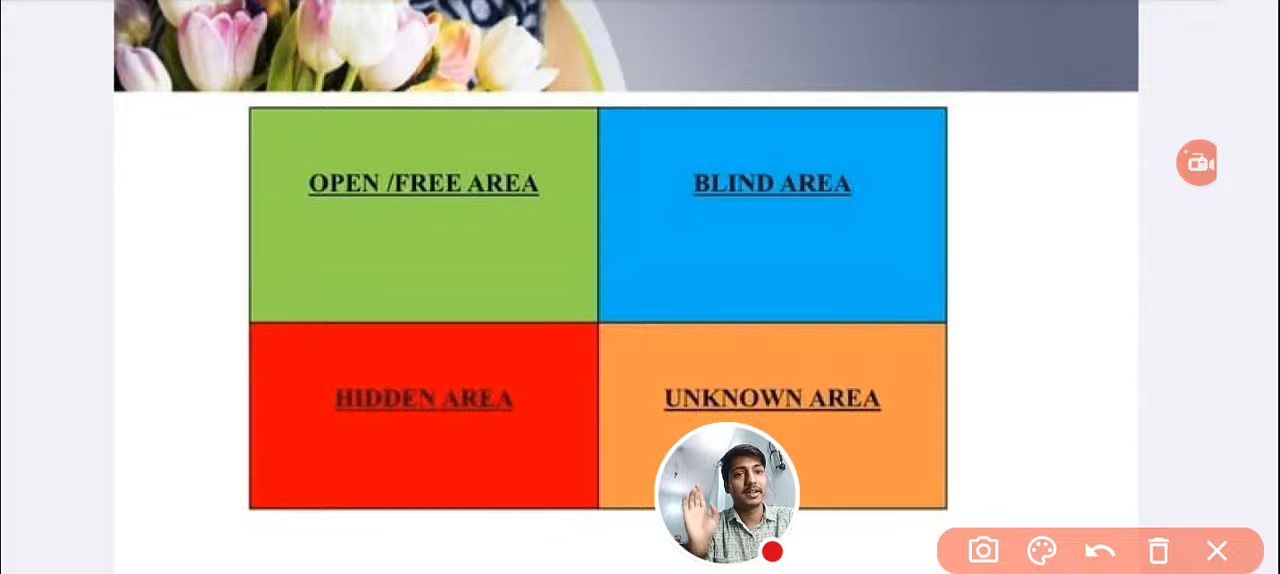 OPEN /FREE AREA
BLIND AREA
HIDDEN AREA
UNKNOWN AREA